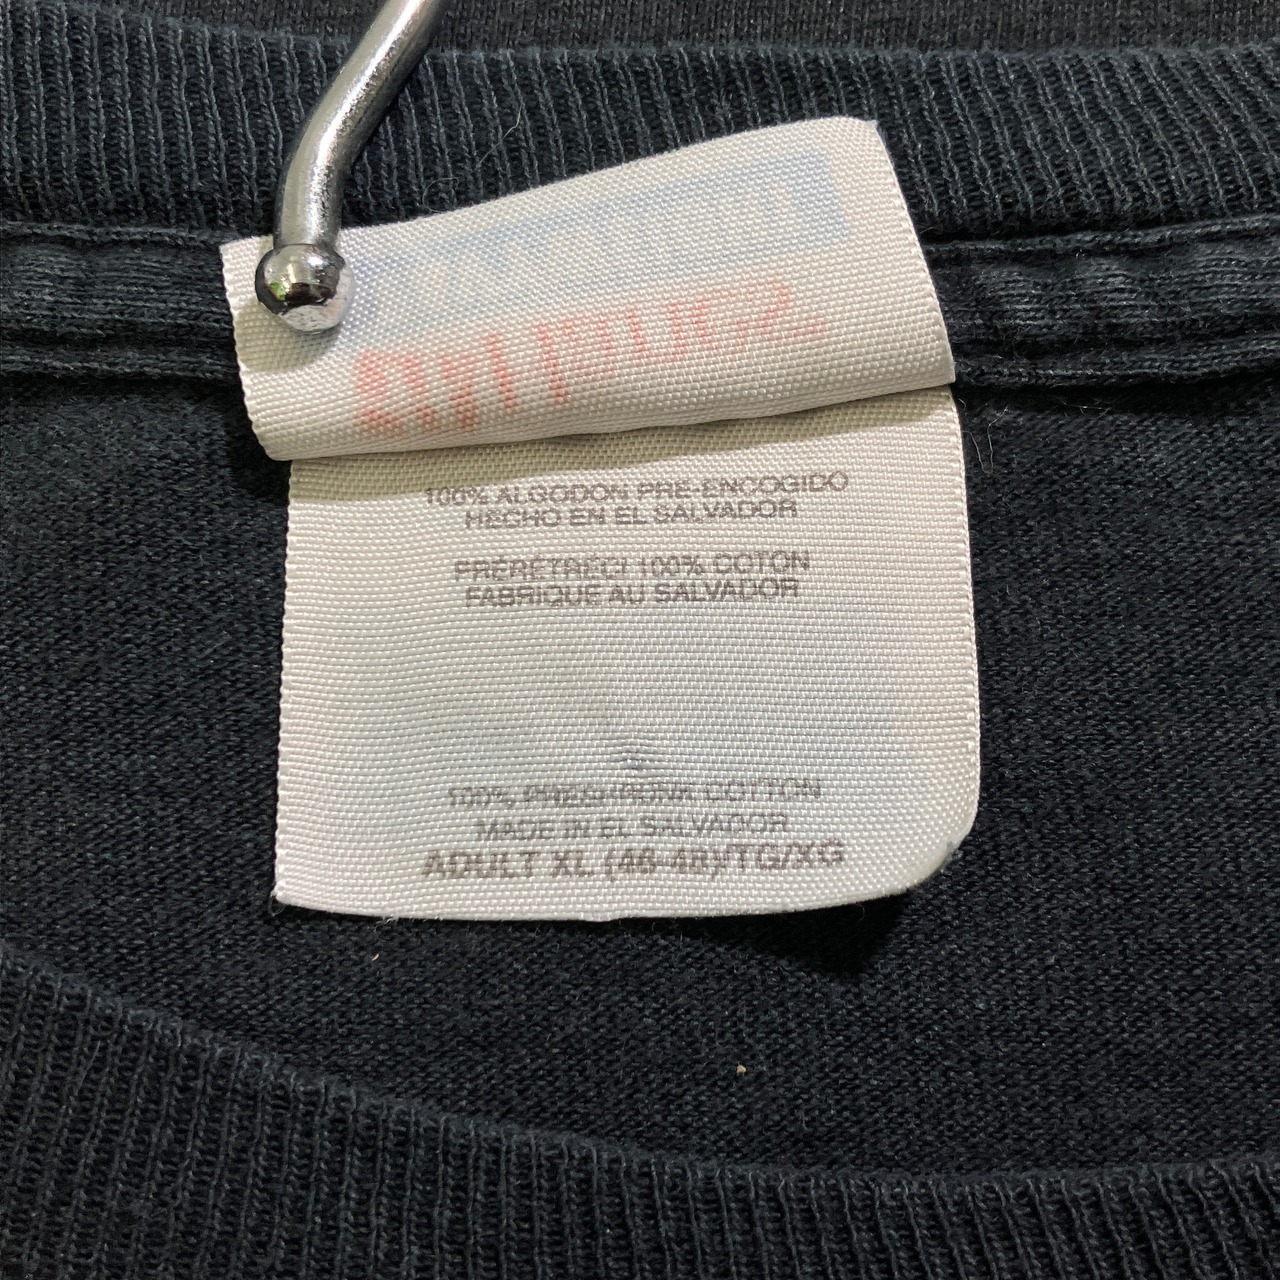 100% ALGODON PRE-ENCOGIDO
HECHO EN EL SALVADOR
PRÉRÉTRÉCI 100% COTON
FABRIQUE AU SALVADOR
100% PRESHRUNK COTTON
MADE IN EL SALVADOR
ADULT XL (46-48)/TG/XG